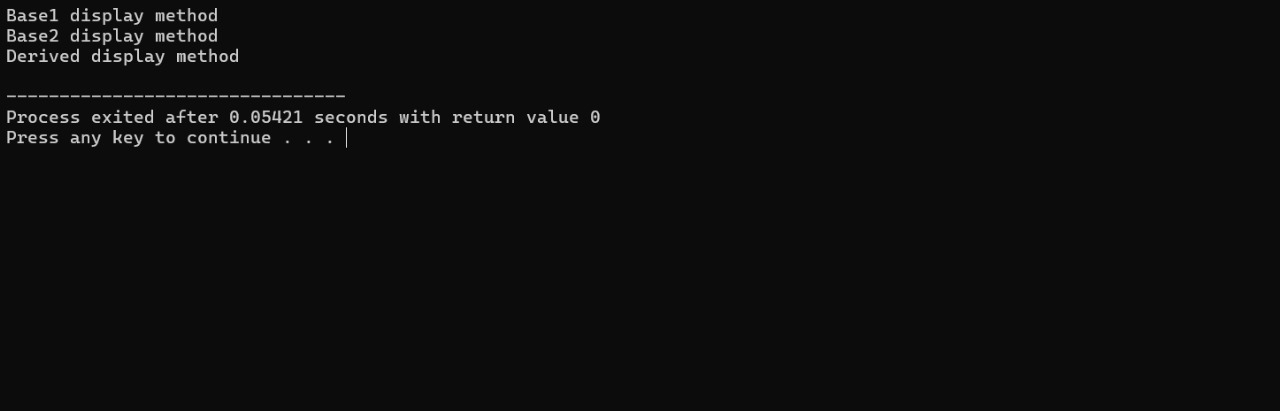 Base1 display method
Base2 display method
Derived display method
--------------------------------
Process exited after 0.05421 seconds with return value 0
Press any key to continue . . .